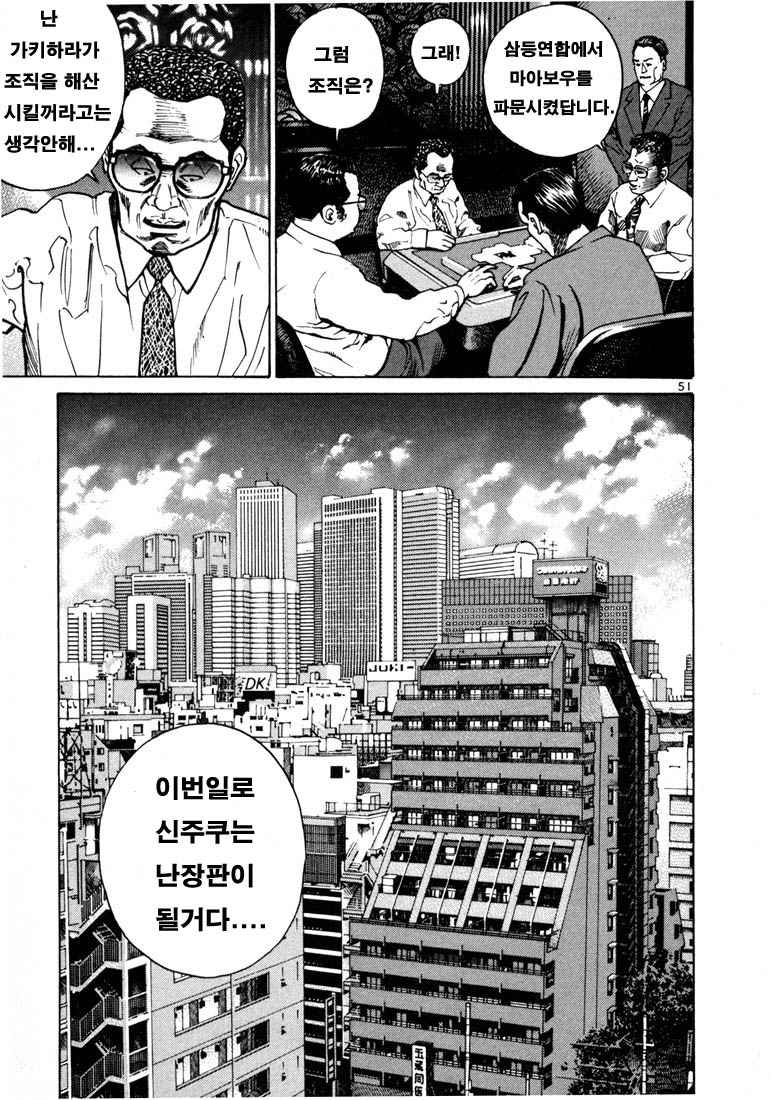 삼등연합에서
마아보우를
파문시켰답니다.
그래!
그럼
조직은?
난
가키하라가
조직을 해산
시킬꺼라고는
생각안해...
51
DK!
JUKI
이번일로
신주쿠는
난장판이
될거다....